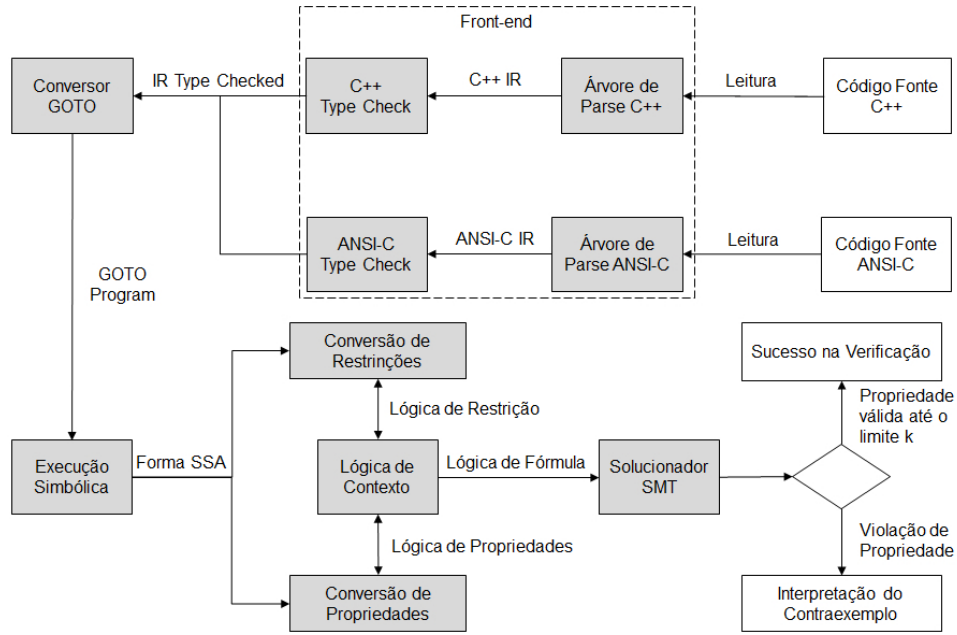 Front-end
Conversor
GOTO
IR Type Checked
C++
Type Check
C++ IR
Árvore de
Parse C++
Leitura
Código Fonte
C++
ANSI-C
Type Check
ANSI-C IR
Árvore de
Parse ANSI-C
Leitura
Código Fonte
ANSI-C
GOTO
Program
Conversão de
Restrinções
Sucesso na Verificação
Lógica de Restrição
Propriedade
válida até o
limite k
Execução
Simbólica
Forma SSA
Lógica de
Contexto
Lógica de Fórmula
Solucionador
SMT
Lógica de Propriedades
Violação de
Propriedade
Conversão de
Propriedades
Interpretação do
Contraexemplo